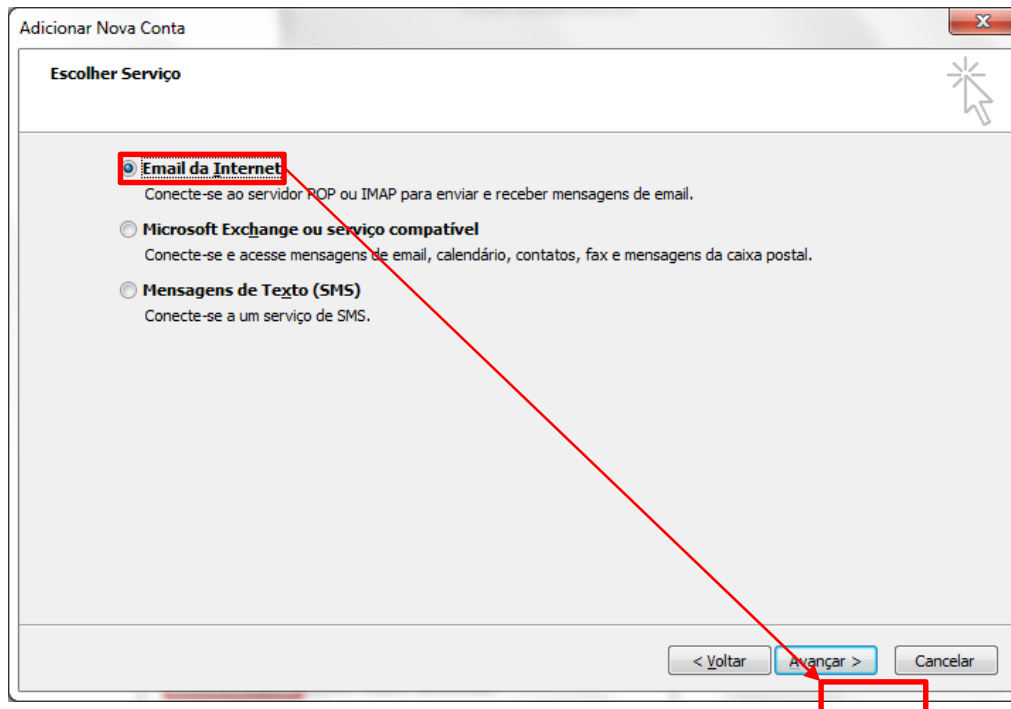 Adicionar Nova Conta
Escolher Serviço
Email da Internet
Conecte-se ao servidor POP ou IMAP para enviar e receber mensagens de email.
Microsoft Exchange ou serviço compatível
Conecte-se e acesse mensagens de email, calendário, contatos, fax e mensagens da caixa postal.
Mensagens de Texto (SMS)
Conecte-se a um serviço de SMS.
< Voltar Avançar > Cancelar